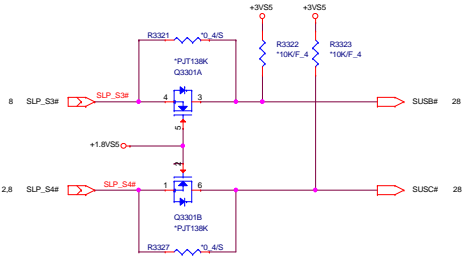 +3VS5 +3VS5
R3321 *0_4/S
R3322 R3323
*10K/F_4 *10K/F_4
*PJT138K
Q3301A
8 SLP_S3# SLP_S3# 4 3 SUSB# 28
5
+1.8VS5
2
2,8 SLP_S4# SLP_S4# 1 6 SUSC# 28
Q3301B
*PJT138K
R3327 *0_4/S